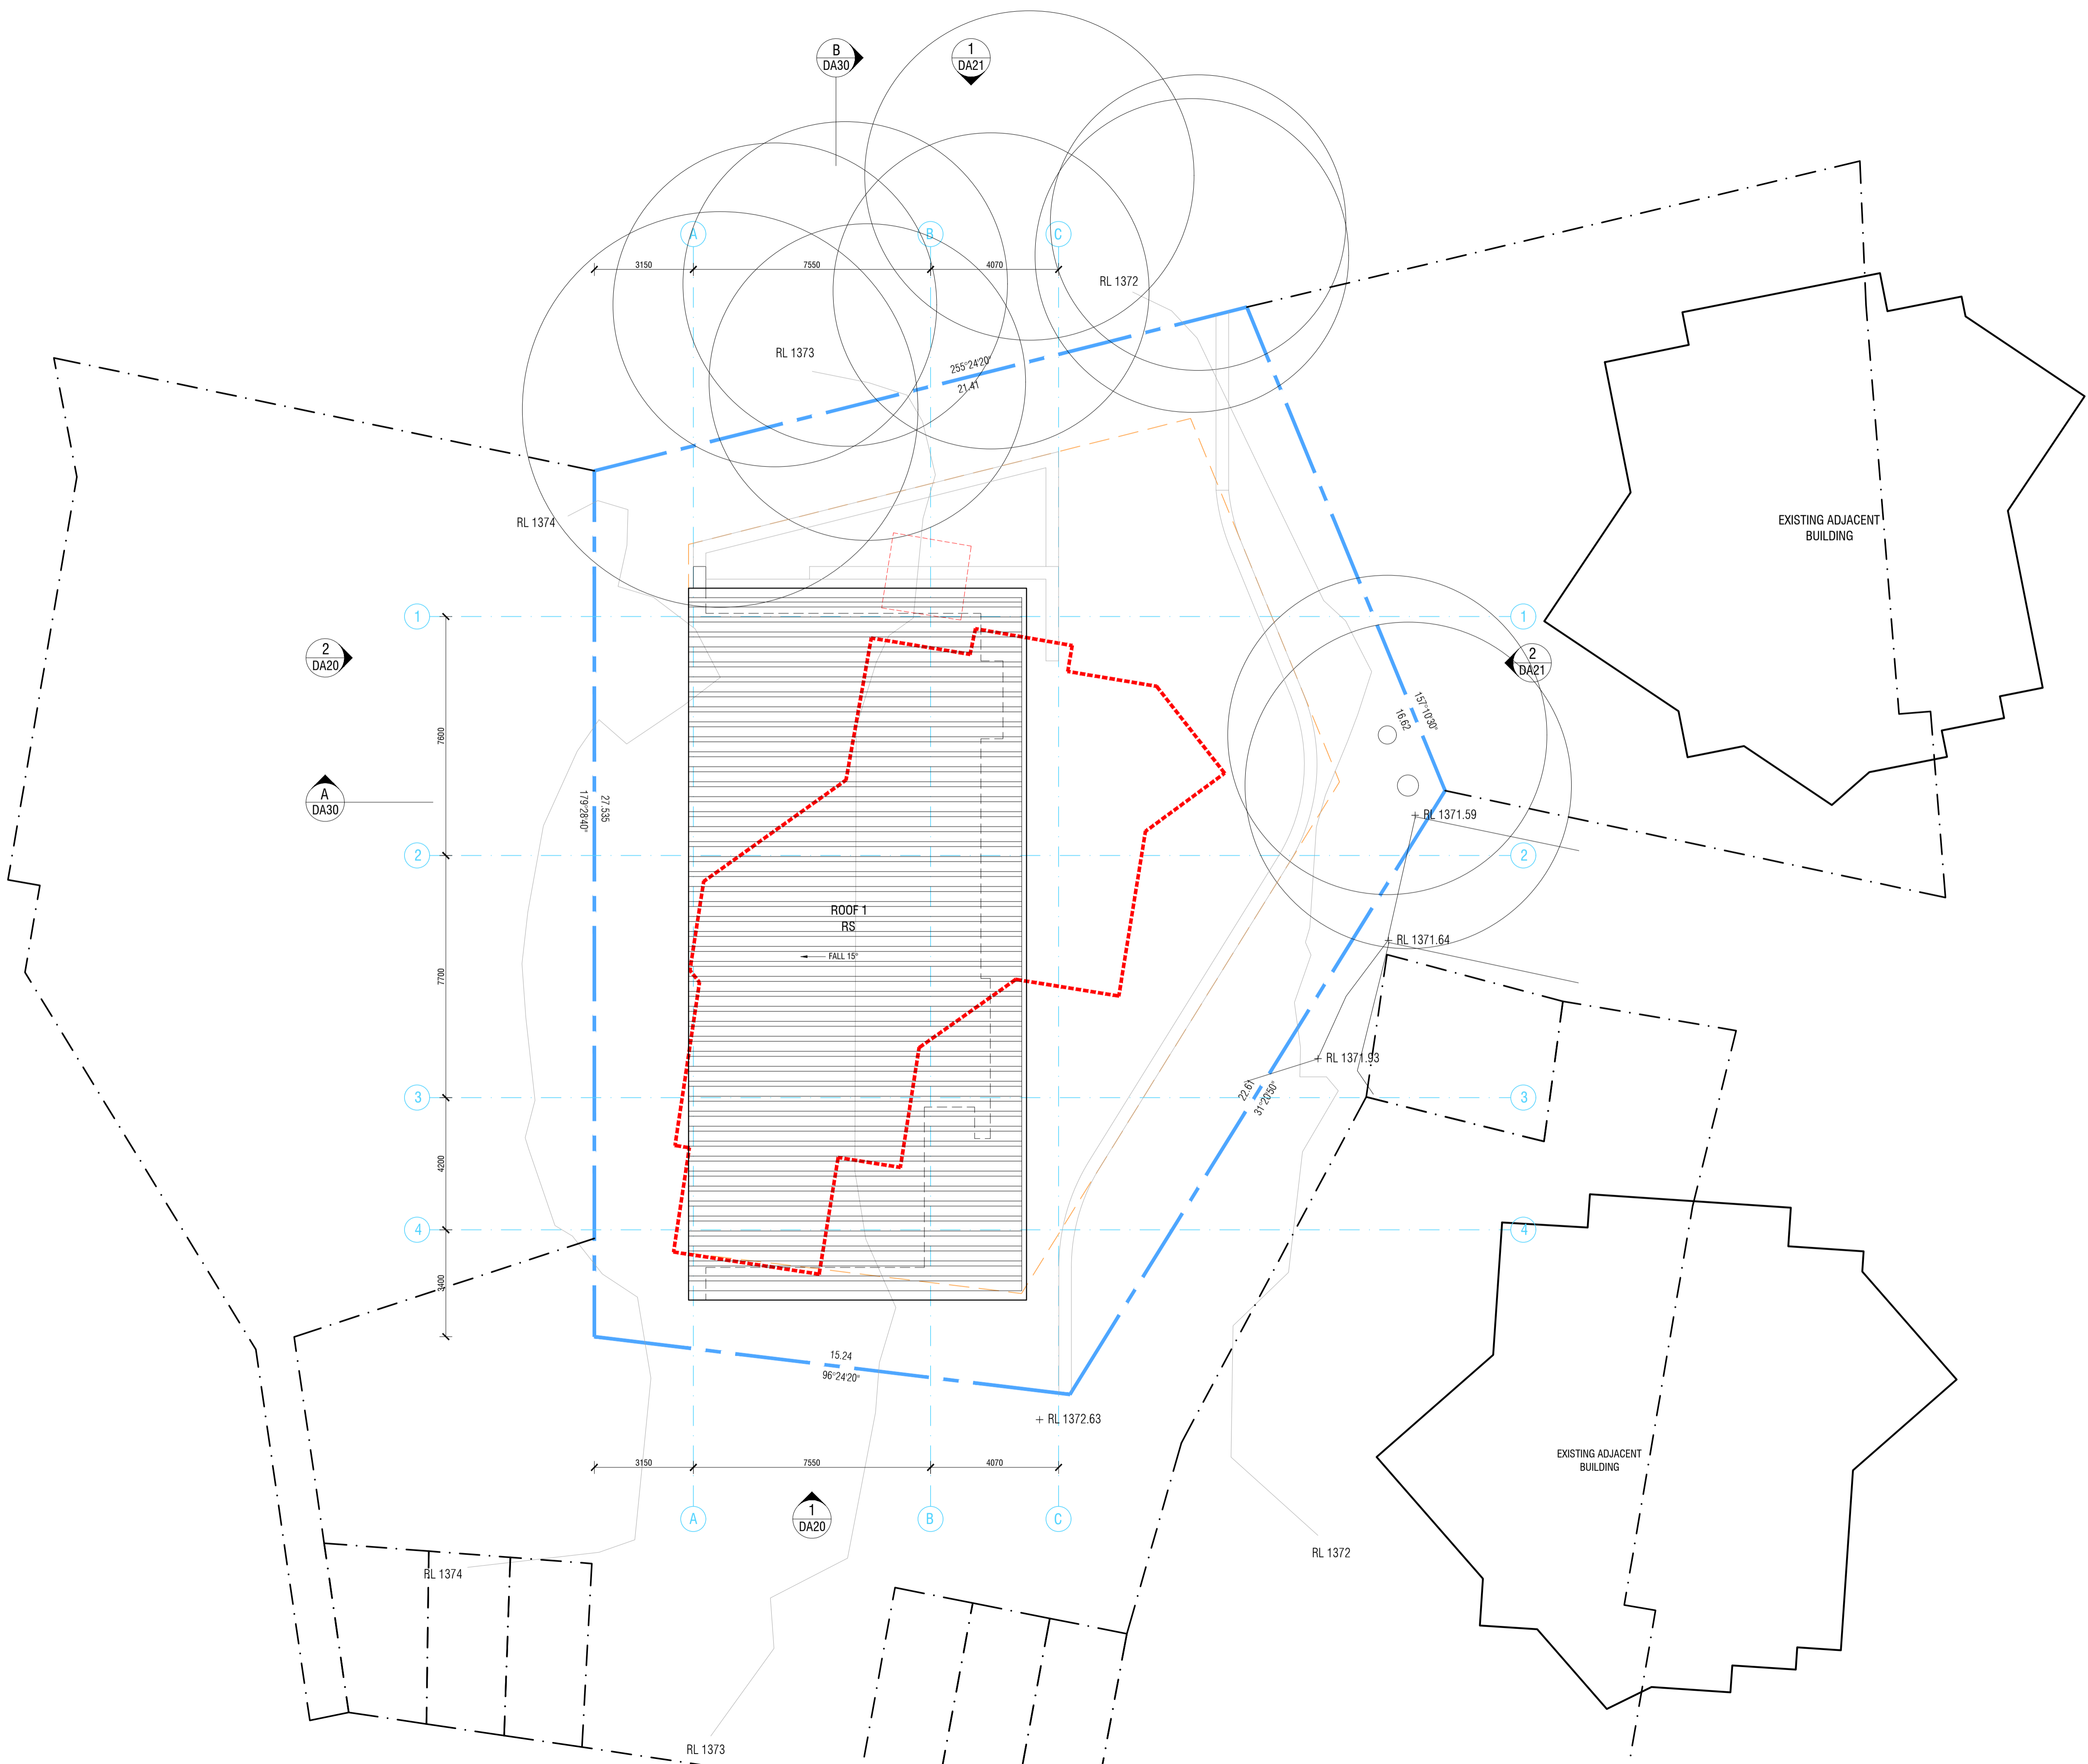 B
DA30
1
DA21
A
B
C
3150
7550
4070
RL 1372
RL 1373
255°24'20"
21.41
RL 1374
EXISTING ADJACENT
BUILDING
1
1
2
DA20
2
DA21
157°10'30"
16.62
7600
A
DA30
27.535
179°28'40"
RL 1371.59
2
2
ROOF 1
RS
FALL 15°
RL 1371.64
7700
RL 1371.93
22.61
31°20'50"
3
3
4200
4
4
3400
15.24
96°24'20"
RL 1372.63
EXISTING ADJACENT
BUILDING
3150
7550
4070
1
DA20
A
B
C
RL 1372
RL 1374
RL 1373